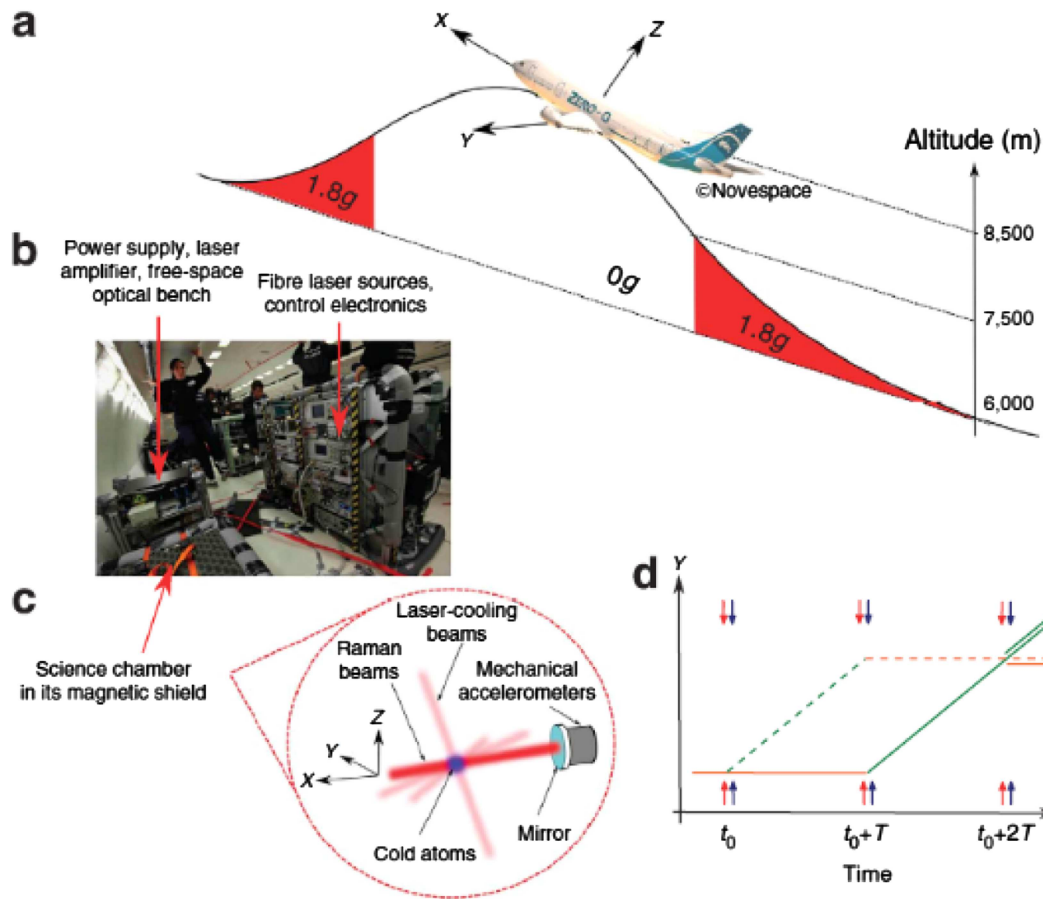 a
X
Z
Y
ZERO-G
Altitude (m)
©Novespace
1.8g
8,500
0g
7,500
1.8g
6,000
b
Power supply, laser
amplifier, free-space
optical bench
Fibre laser sources,
control electronics
Science chamber
in its magnetic shield
c
Laser-cooling
beams
Raman
beams
Mechanical
accelerometers
Z
Y
X
Mirror
Cold atoms
d
Y
t₀
t₀+T
t₀+2T
Time